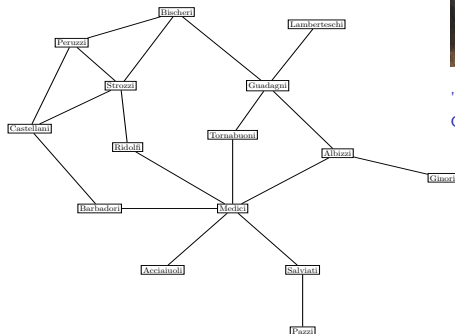 Bischeri
Lamberteschi
Peruzzi
Strozzi
Guadagni
Castellani
Tornabuoni
Ridolfi
Albizzi
Ginori
Barbadori
Medici
Acciaiuoli
Salviati
Pazzi